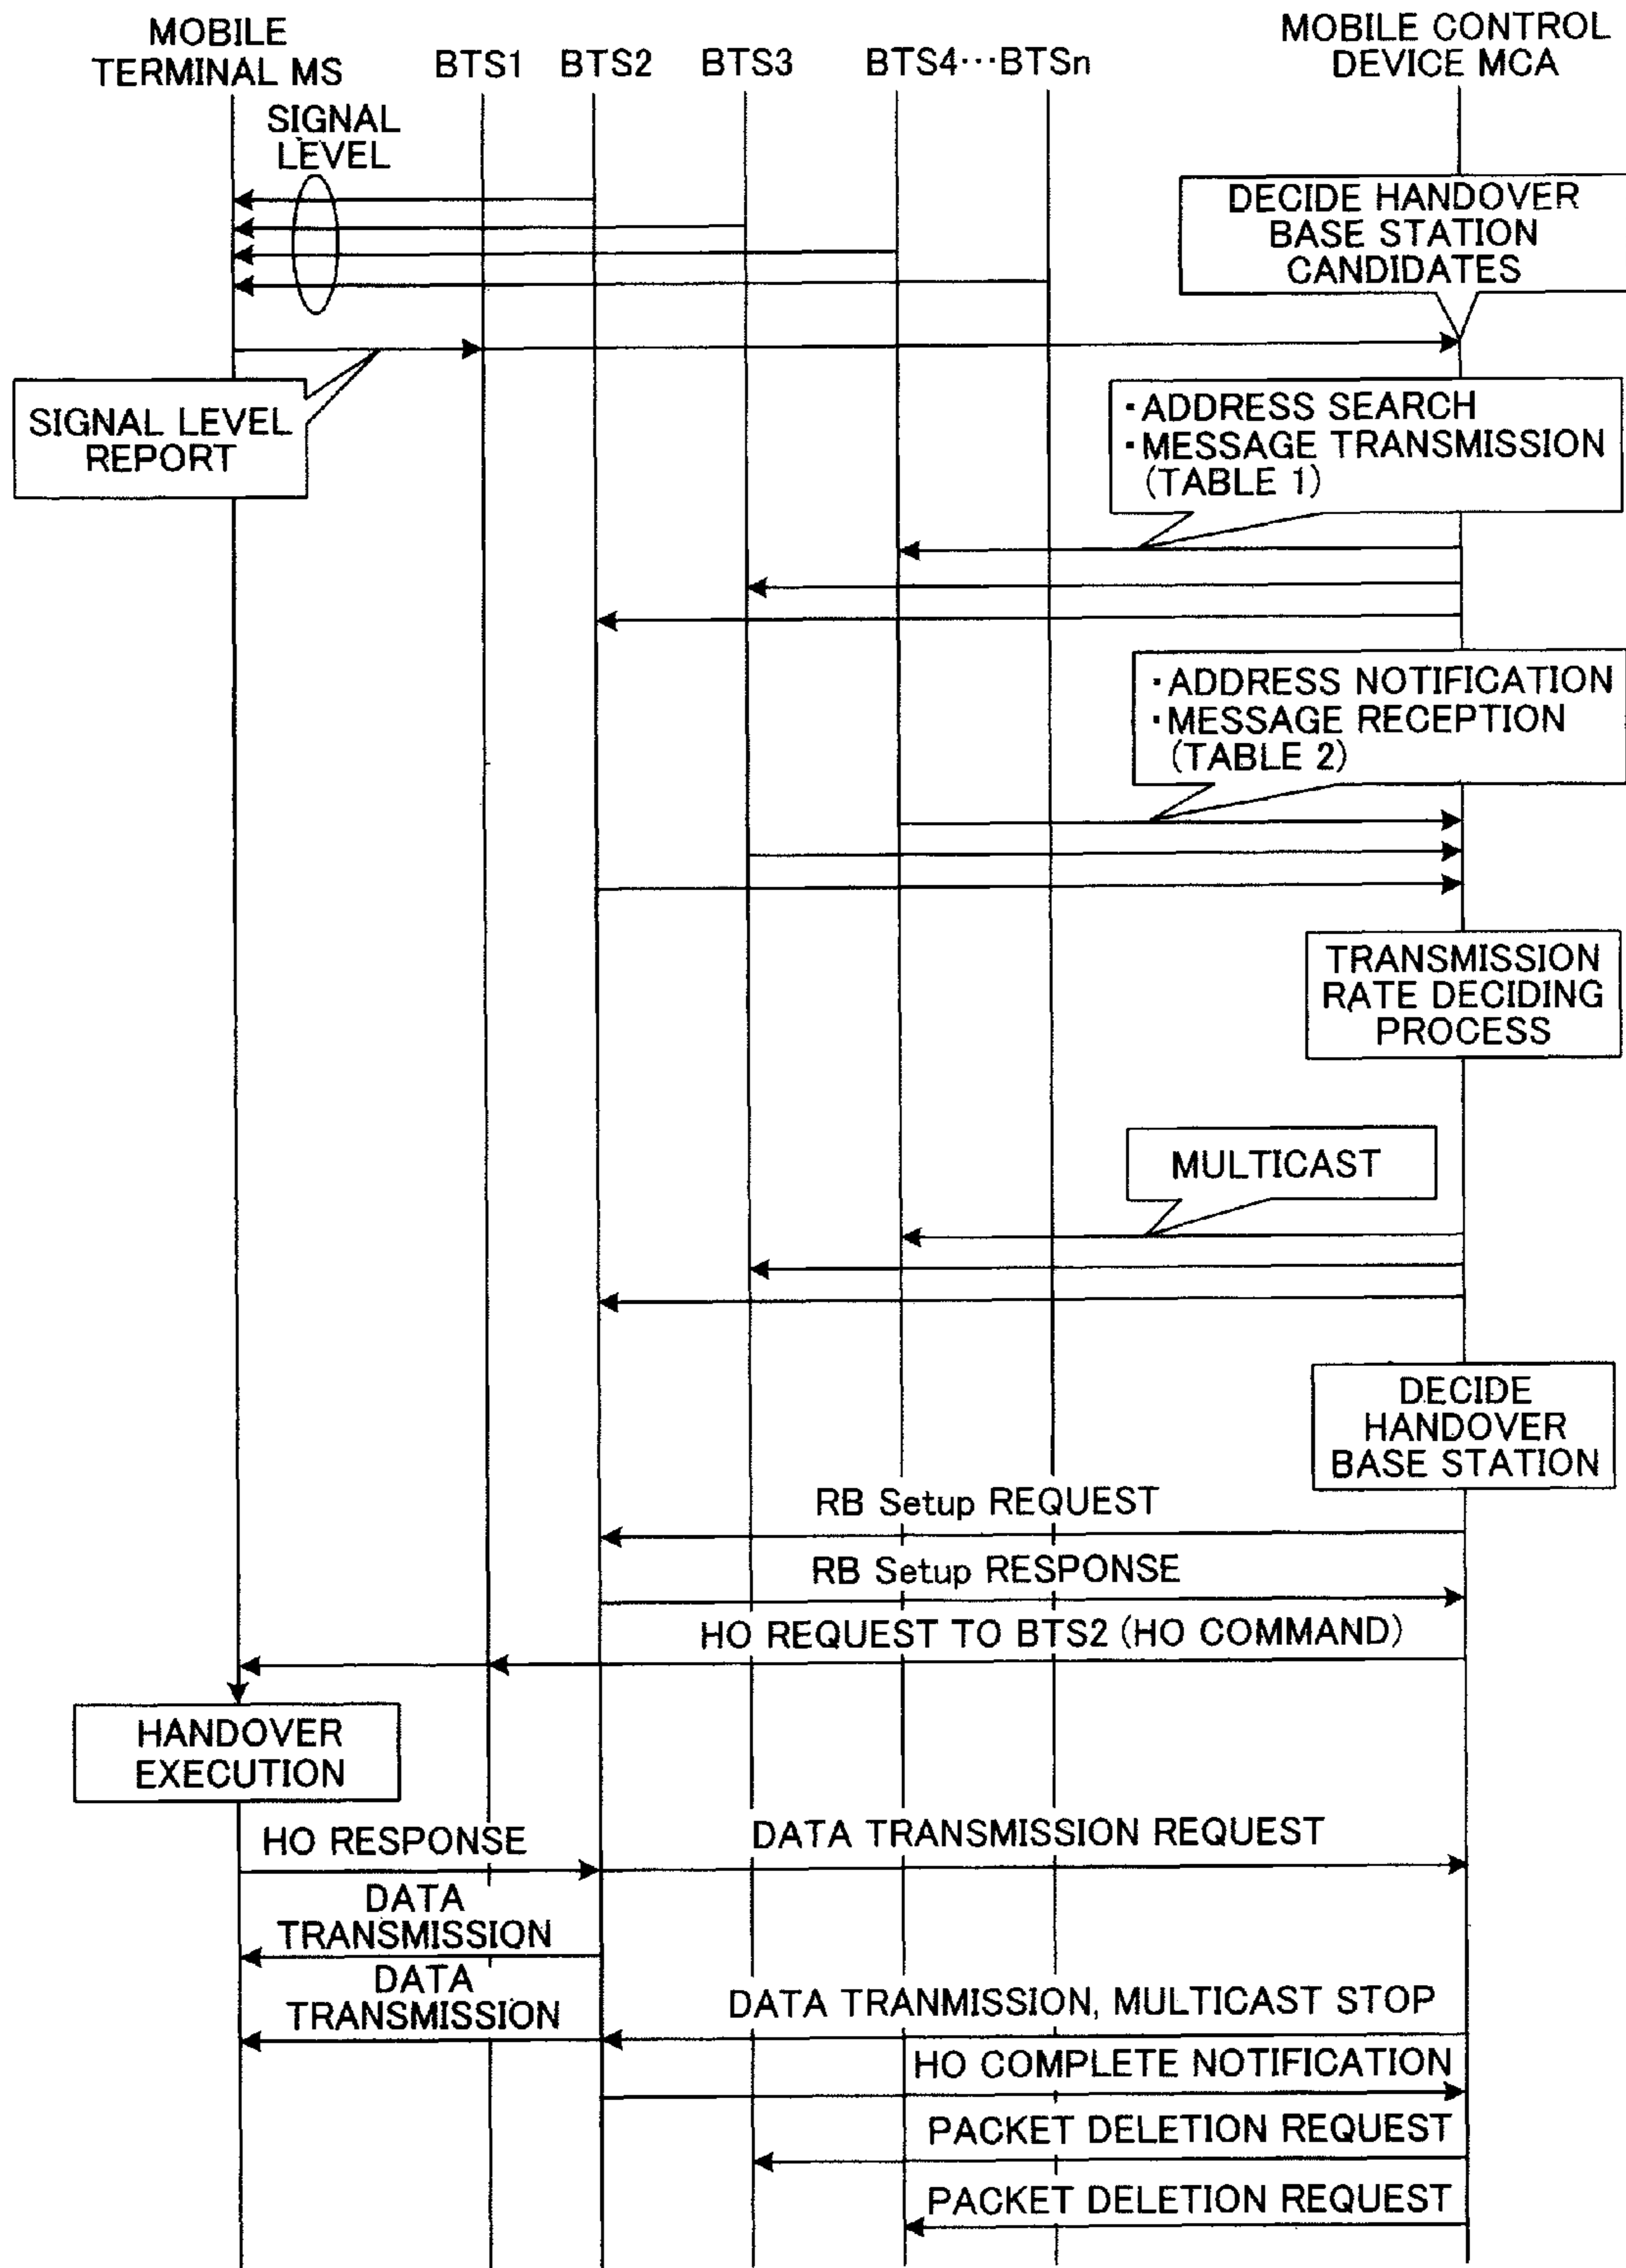 MOBILE
TERMINAL MS
BTS1
BTS2
BTS3
BTS4···BTSn
MOBILE CONTROL
DEVICE MCA
SIGNAL
LEVEL
DECIDE HANDOVER
BASE STATION
CANDIDATES
SIGNAL LEVEL
REPORT
·ADDRESS SEARCH
·MESSAGE TRANSMISSION
(TABLE 1)
·ADDRESS NOTIFICATION
·MESSAGE RECEPTION
(TABLE 2)
TRANSMISSION
RATE DECIDING
PROCESS
MULTICAST
DECIDE
HANDOVER
BASE STATION
RB Setup REQUEST
RB Setup RESPONSE
HO REQUEST TO BTS2 (HO COMMAND)
HANDOVER
EXECUTION
HO RESPONSE
DATA TRANSMISSION REQUEST
DATA
TRANSMISSION
DATA
TRANSMISSION
DATA TRANMISSION, MULTICAST STOP
HO COMPLETE NOTIFICATION
PACKET DELETION REQUEST
PACKET DELETION REQUEST